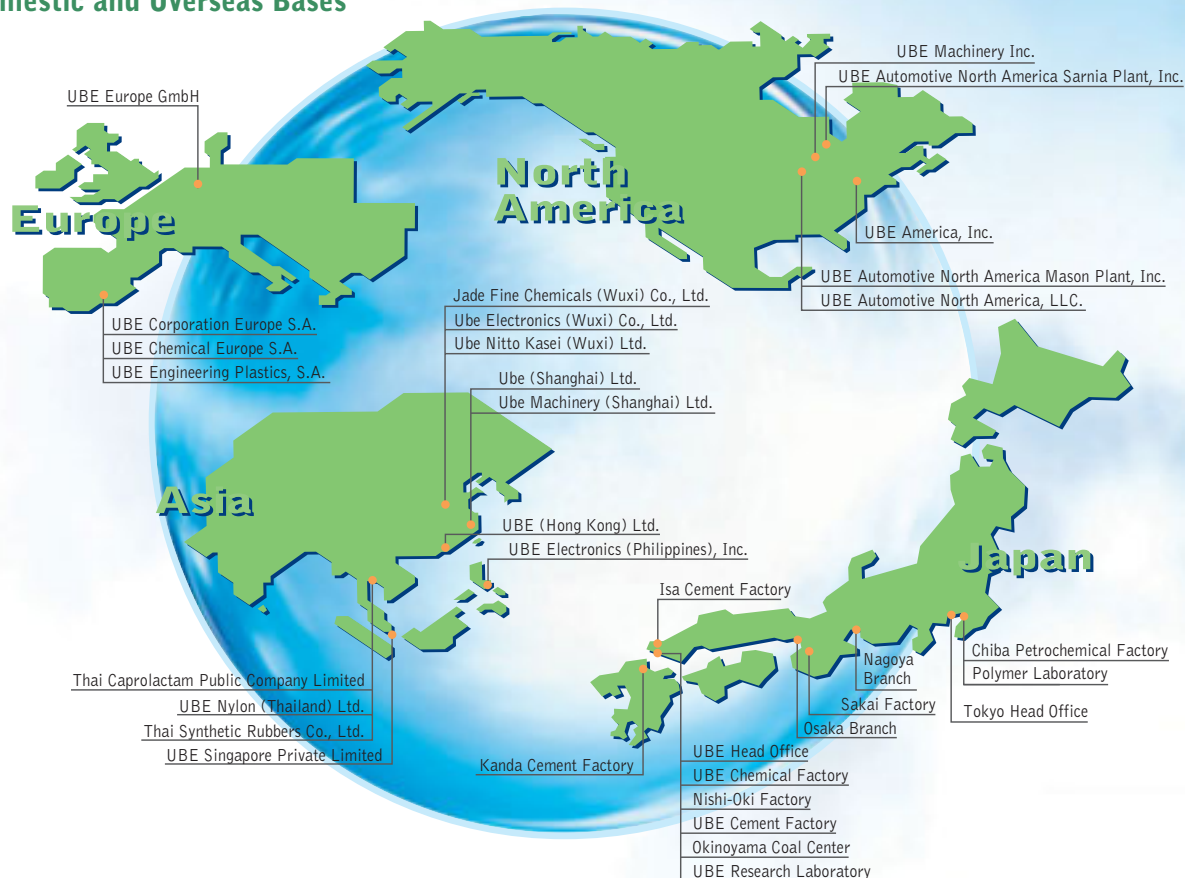 and Overseas Bases
UBE Europe GmbH
Europe
UBE Corporation Europe S.A.
UBE Chemical Europe S.A.
UBE Engineering Plastics, S.A.
North
America
UBE Machinery Inc.
UBE Automotive North America Sarnia Plant, Inc.
UBE America, Inc.
UBE Automotive North America Mason Plant, Inc.
UBE Automotive North America, LLC.
Jade Fine Chemicals (Wuxi) Co., Ltd.
Ube Electronics (Wuxi) Co., Ltd.
Ube Nitto Kasei (Wuxi) Ltd.
Ube (Shanghai) Ltd.
Ube Machinery (Shanghai) Ltd.
Asia
UBE (Hong Kong) Ltd.
UBE Electronics (Philippines), Inc.
Thai Caprolactam Public Company Limited
UBE Nylon (Thailand) Ltd.
Thai Synthetic Rubbers Co., Ltd.
UBE Singapore Private Limited
Japan
Isa Cement Factory
Nagoya
Branch
Sakai Factory
Osaka Branch
Chiba Petrochemical Factory
Polymer Laboratory
Tokyo Head Office
Kanda Cement Factory
UBE Head Office
UBE Chemical Factory
Nishi-Oki Factory
UBE Cement Factory
Okinoyama Coal Center
UBE Research Laboratory